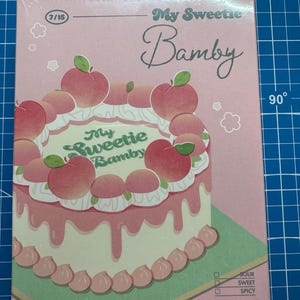 7/15
My Sweetie
Bamby
My
Sweetie
Bamby
90°
SOUR
SWEET
SPICY